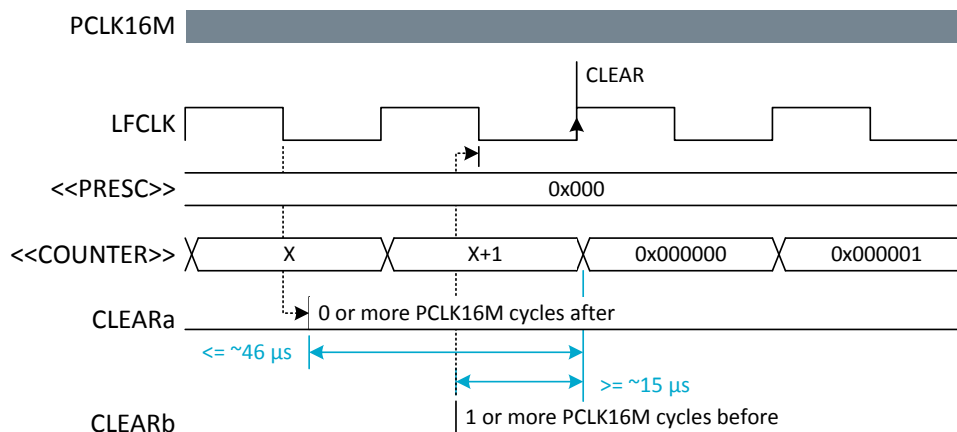 PCLK16M
CLEAR
LFCLK
<<PRESC>>
0x000
<<COUNTER>>
X
X+1
0x000000
0x000001
CLEARa
0 or more PCLK16M cycles after
<= ~46 µs
>= ~15 µs
CLEARb
1 or more PCLK16M cycles before